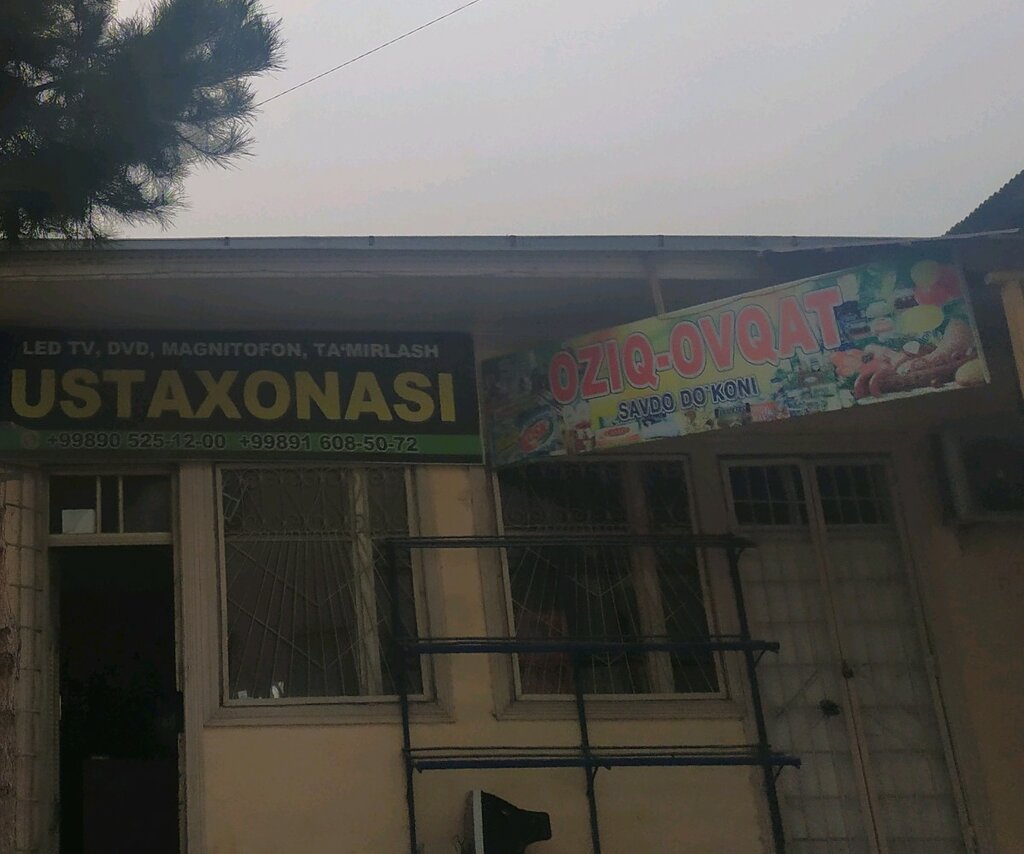 LED TV, DVD, MAGNITOFON, TA'MIRLASH
USTAXONASI
+99890 525-12-00 +99891 608-50-72
OZIQ-OVQAT
SAVDO DO'KONI